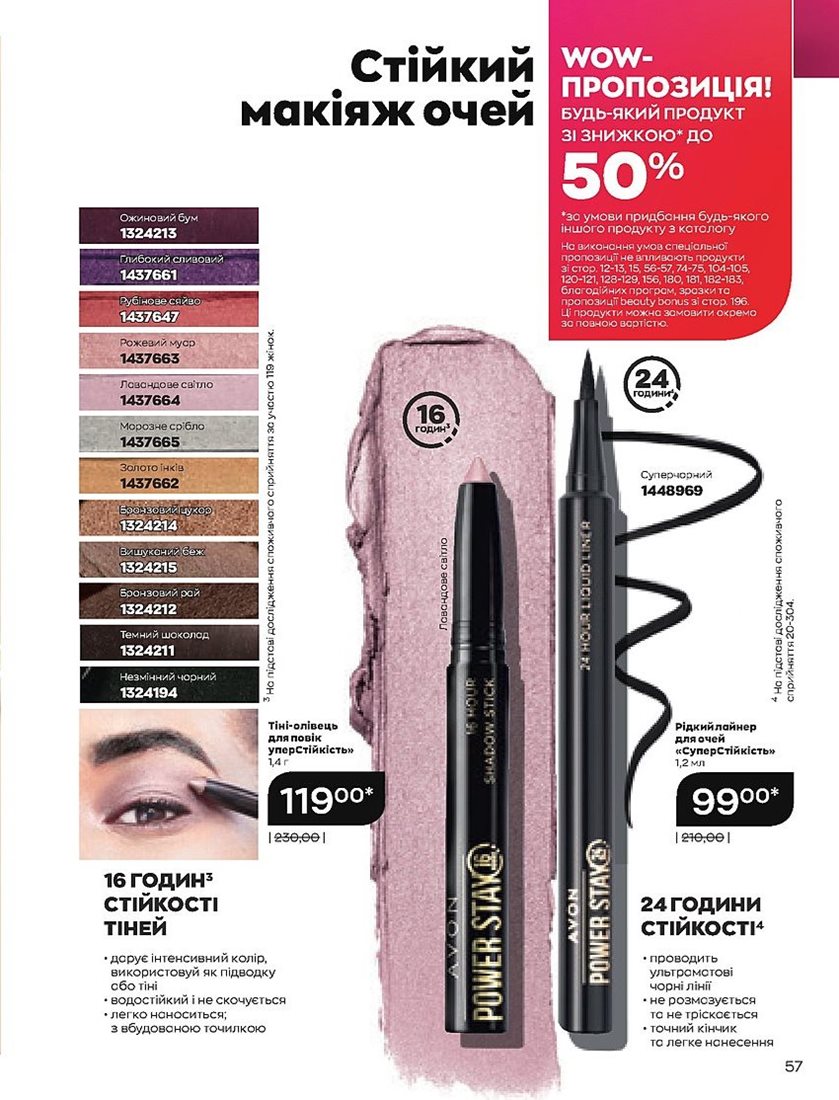 Стійкий
макіяж очей
WOW-
ПРОПОЗИЦІЯ!
БУДЬ-ЯКИЙ ПРОДУКТ
ЗІ ЗНИЖКОЮ* ДО
50%
*за умови придбання будь-якого
іншого продукту з каталогу
На виконання умов спеціальної
пропозиції не впливають продукти
зі стор. 12-13, 15, 56-57, 74-75, 104-105,
120-121, 128-129, 156, 180, 181, 182-183,
благодійних програм, зразки та
пропозиції beauty bonus зі стор. 196.
Ці продукти можна замовити окремо
за повною вартістю.
Ожиновий бум
1324213
Глибокий сливовий
1437661
Рубінове сяйво
1437647
Рожевий муар
1437663
Лавандове світло
1437664
Морозне срібло
1437665
Золото інків
1437662
Бронзовий цукор
1324214
Вишуканий беж
1324215
Бронзовий рай
1324212
Темний шоколад
1324211
Незмінний чорний
1324194
³ На підставі дослідження споживчого сприйняття за участю 119 жінок.
16
ГОДИН³
24
ГОДИНИ⁴
Суперчорний
1448969
Лавандове світло
16 HOUR
SHADOW STICK
AVON
POWER STAY 16
24 HOUR LIQUID LINER
AVON
POWER STAY 24
⁴ На підставі дослідження споживчого
сприйняття 20-304.
Тіні-олівець
для повік
уперСтійкість»
1,4 г
119⁰⁰*
|230,00|
Рідкий лайнер
для очей
«СуперСтійкість»
1,2 мл
99⁰⁰*
|210,00|
16 ГОДИН³
СТІЙКОСТІ
ТІНЕЙ
• дарує інтенсивний колір,
використовуй як підводку
або тіні
• водостійкий і не скочується
• легко наноситься;
з вбудованою точилкою
24 ГОДИНИ
СТІЙКОСТІ⁴
• проводить
ультраматові
чорні лінії
• не розмазується
та не тріскається
• точний кінчик
та легке нанесення
57